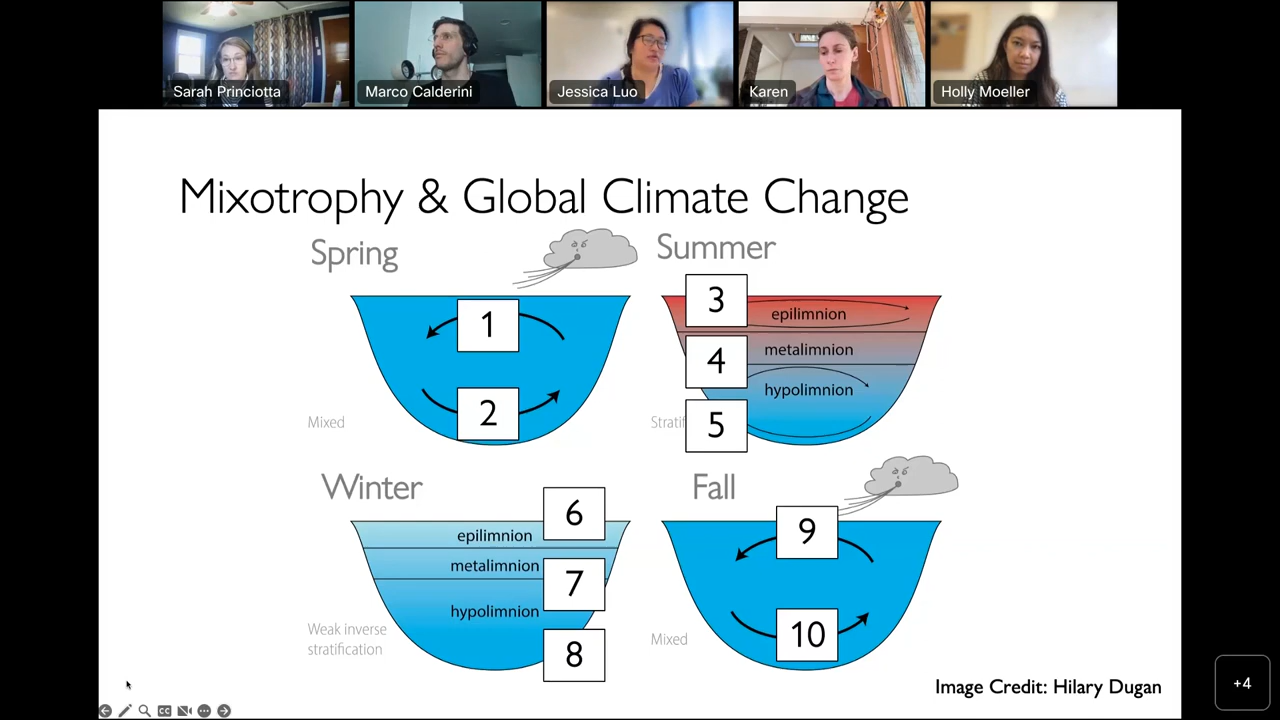 Sarah Princiotta
Marco Calderini
Jessica Luo
Karen
Holly Moeller
Mixotrophy & Global Climate Change
Spring
1
2
Mixed
Summer
3
epilimnion
4
metalimnion
hypolimnion
5
Stratif
Winter
6
epilimnion
metalimnion
7
hypolimnion
8
Weak inverse
stratification
Fall
9
10
Mixed
Image Credit: Hilary Dugan
CC
+4